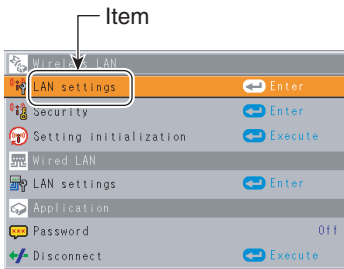 Item
Wireless LAN
LAN settings Enter
Security Enter
Setting initialization Execute
Wired LAN
LAN settings Enter
Application
Password Off
Disconnect Execute